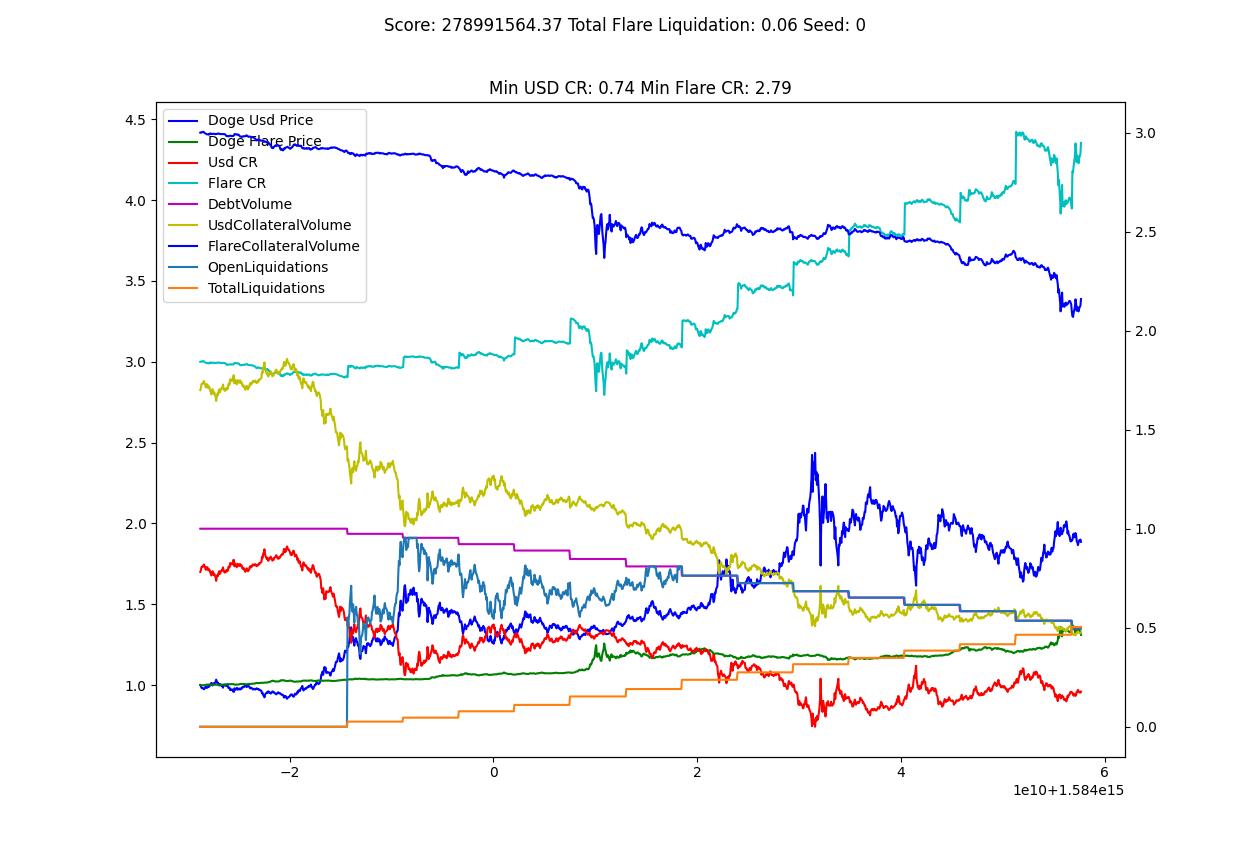 Score: 278991564.37 Total Flare Liquidation: 0.06 Seed: 0
Min USD CR: 0.74 Min Flare CR: 2.79
Doge Usd Price
Doge Flare Price
Usd CR
Flare CR
DebtVolume
UsdCollateralVolume
FlareCollateralVolume
OpenLiquidations
TotalLiquidations
4.5
4.0
3.5
3.0
2.5
2.0
1.5
1.0
3.0
2.5
2.0
1.5
1.0
0.5
0.0
−2 0 2 4 6
1e10+1.584e15